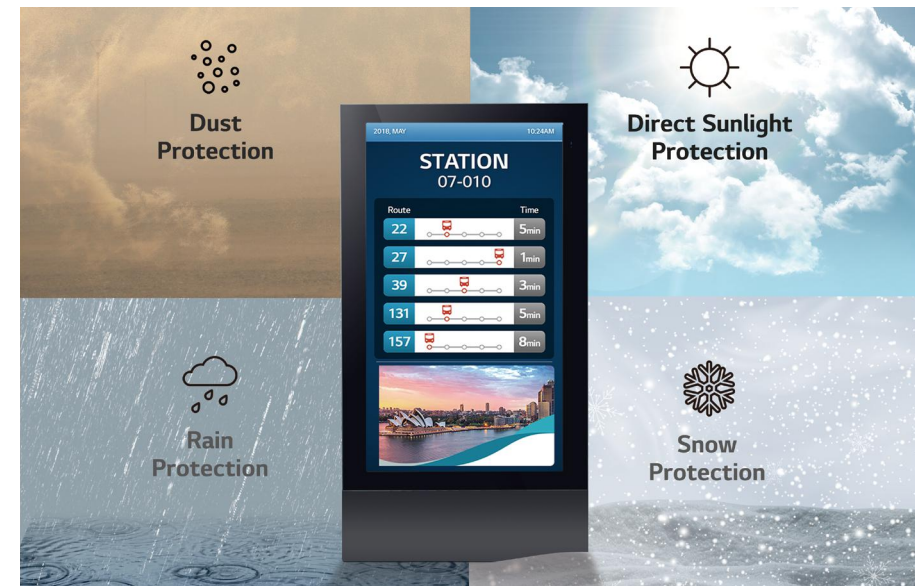 Dust
Protection
Direct Sunlight
Protection
2018, MAY 10:24AM
STATION
07-010
Route Time
22 5min
27 1min
39 3min
131 5min
157 8min
Rain
Protection
Snow
Protection